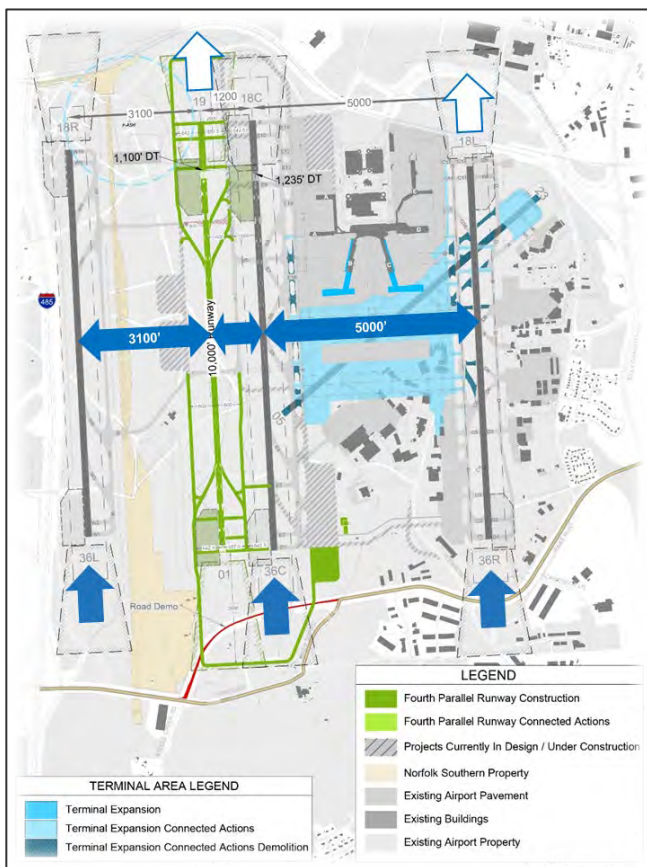 3100
19
1200
18C
5000
18L
18R
1,100' DT
1,235' DT
23
B
C
D
485
3100'
10,000' Runway
5000'
05
36L
01
36C
36R
Road Demo
LEGEND
Fourth Parallel Runway Construction
Fourth Parallel Runway Connected Actions
Projects Currently In Design / Under Construction
Norfolk Southern Property
Existing Airport Pavement
Existing Buildings
Existing Airport Property
TERMINAL AREA LEGEND
Terminal Expansion
Terminal Expansion Connected Actions
Terminal Expansion Connected Actions Demolition